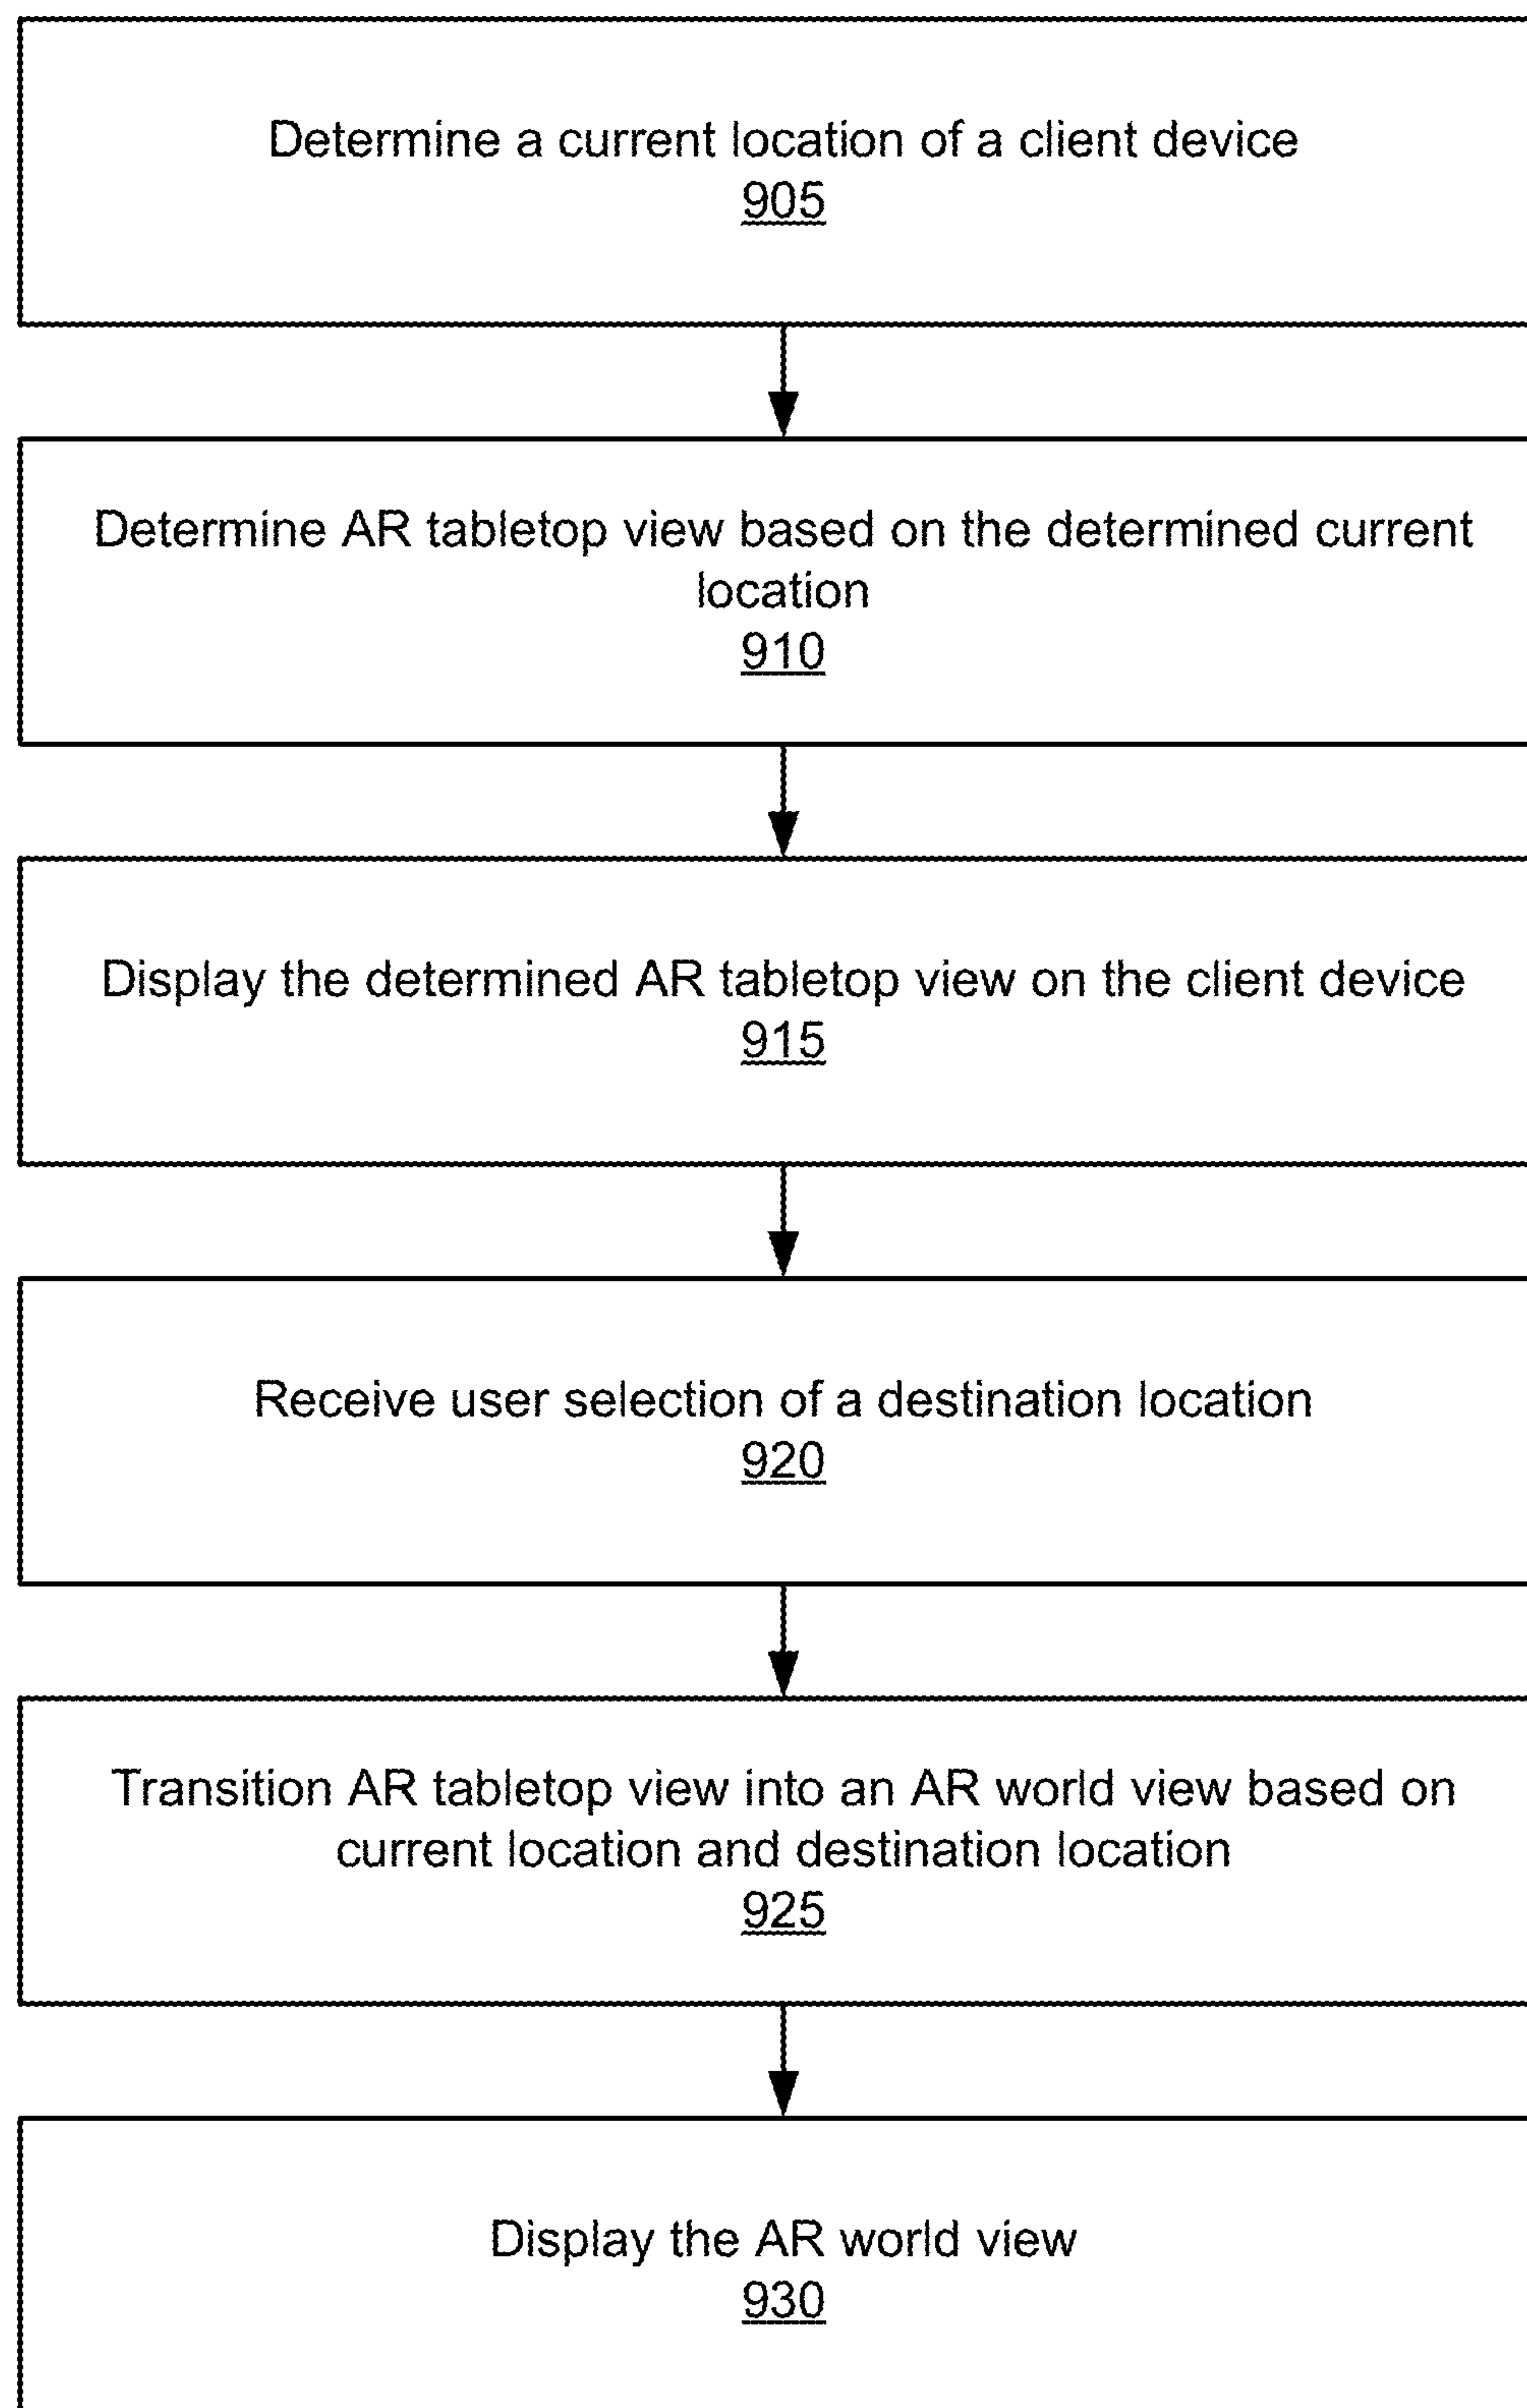 Determine a current location of a client device
905
Determine AR tabletop view based on the determined current
location
910
Display the determined AR tabletop view on the client device
915
Receive user selection of a destination location
920
Transition AR tabletop view into an AR world view based on
current location and destination location
925
Display the AR world view
930